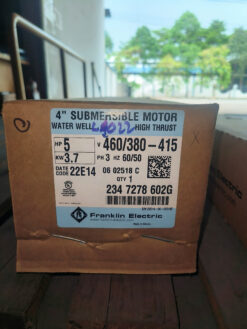 4" SUBMERSIBLE MOTOR
WATER WELL HIGH THRUST
HP 5 V 460/380-415
KW 3.7 PH 3 HZ 60/50
DATE CODE 22E14 06 02518 C
QTY 1
234 7278 602G
Franklin Electric